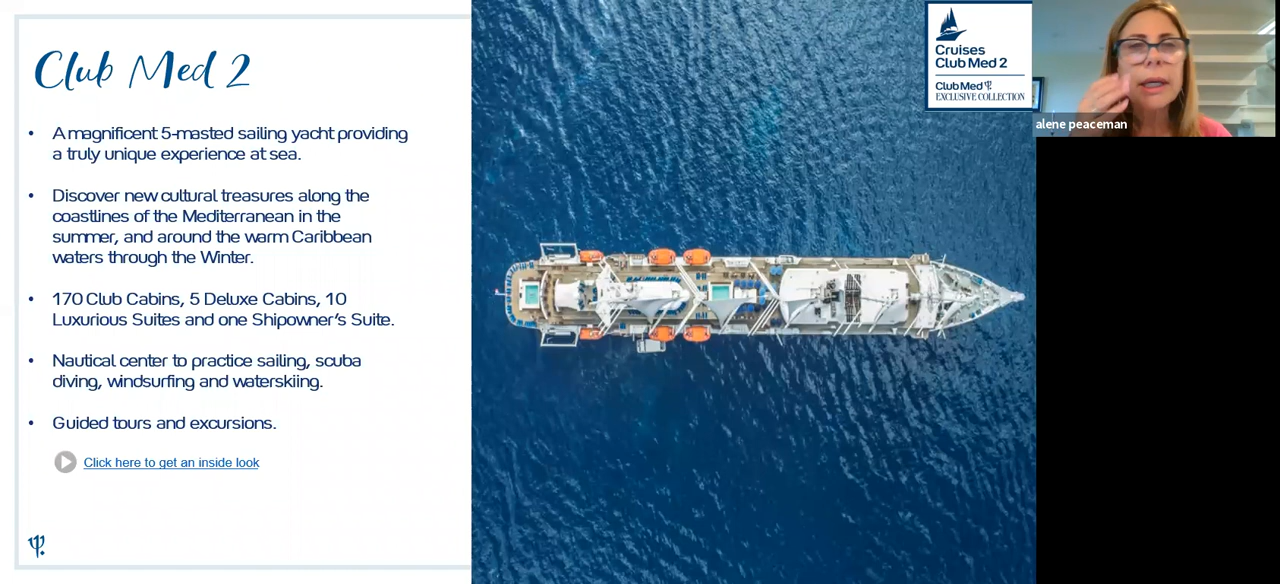 Club Med 2
• A magnificent 5-masted sailing yacht providing
a truly unique experience at sea.
• Discover new cultural treasures along the
coastlines of the Mediterranean in the
summer, and around the warm Caribbean
waters through the Winter.
• 170 Club Cabins, 5 Deluxe Cabins, 10
Luxurious Suites and one Shipowner's Suite.
• Nautical center to practice sailing, scuba
diving, windsurfing and waterskiing.
• Guided tours and excursions.
Click here to get an inside look
Cruises
Club Med 2
Club Med
EXCLUSIVE COLLECTION
alene peaceman